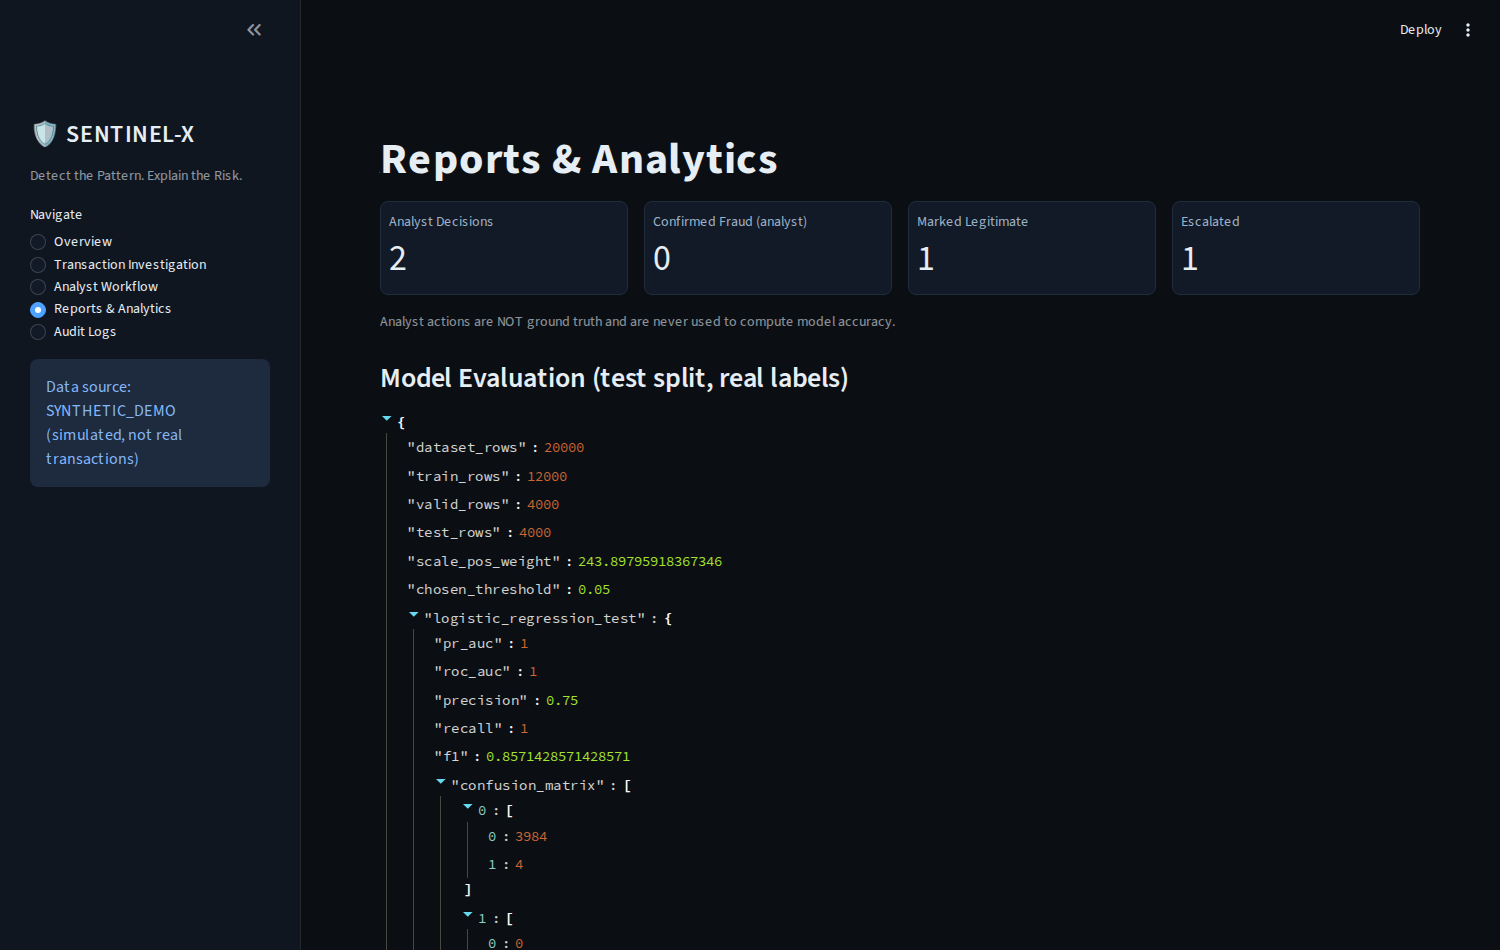 Deploy
SENTINEL-X
Detect the Pattern. Explain the Risk.
Navigate
Overview
Transaction Investigation
Analyst Workflow
Reports & Analytics
Audit Logs
Data source:
SYNTHETIC_DEMO
(simulated, not real
transactions)
Reports & Analytics
Analyst Decisions
2
Confirmed Fraud (analyst)
0
Marked Legitimate
1
Escalated
1
Analyst actions are NOT ground truth and are never used to compute model accuracy.
Model Evaluation (test split, real labels)
{
"dataset_rows" : 20000
"train_rows" : 12000
"valid_rows" : 4000
"test_rows" : 4000
"scale_pos_weight" : 243.89795918367346
"chosen_threshold" : 0.05
"logistic_regression_test" : {
"pr_auc" : 1
"roc_auc" : 1
"precision" : 0.75
"recall" : 1
"f1" : 0.8571428571428571
"confusion_matrix" : [
0 : [
0 : 3984
1 : 4
]
1 : [
0 : 0